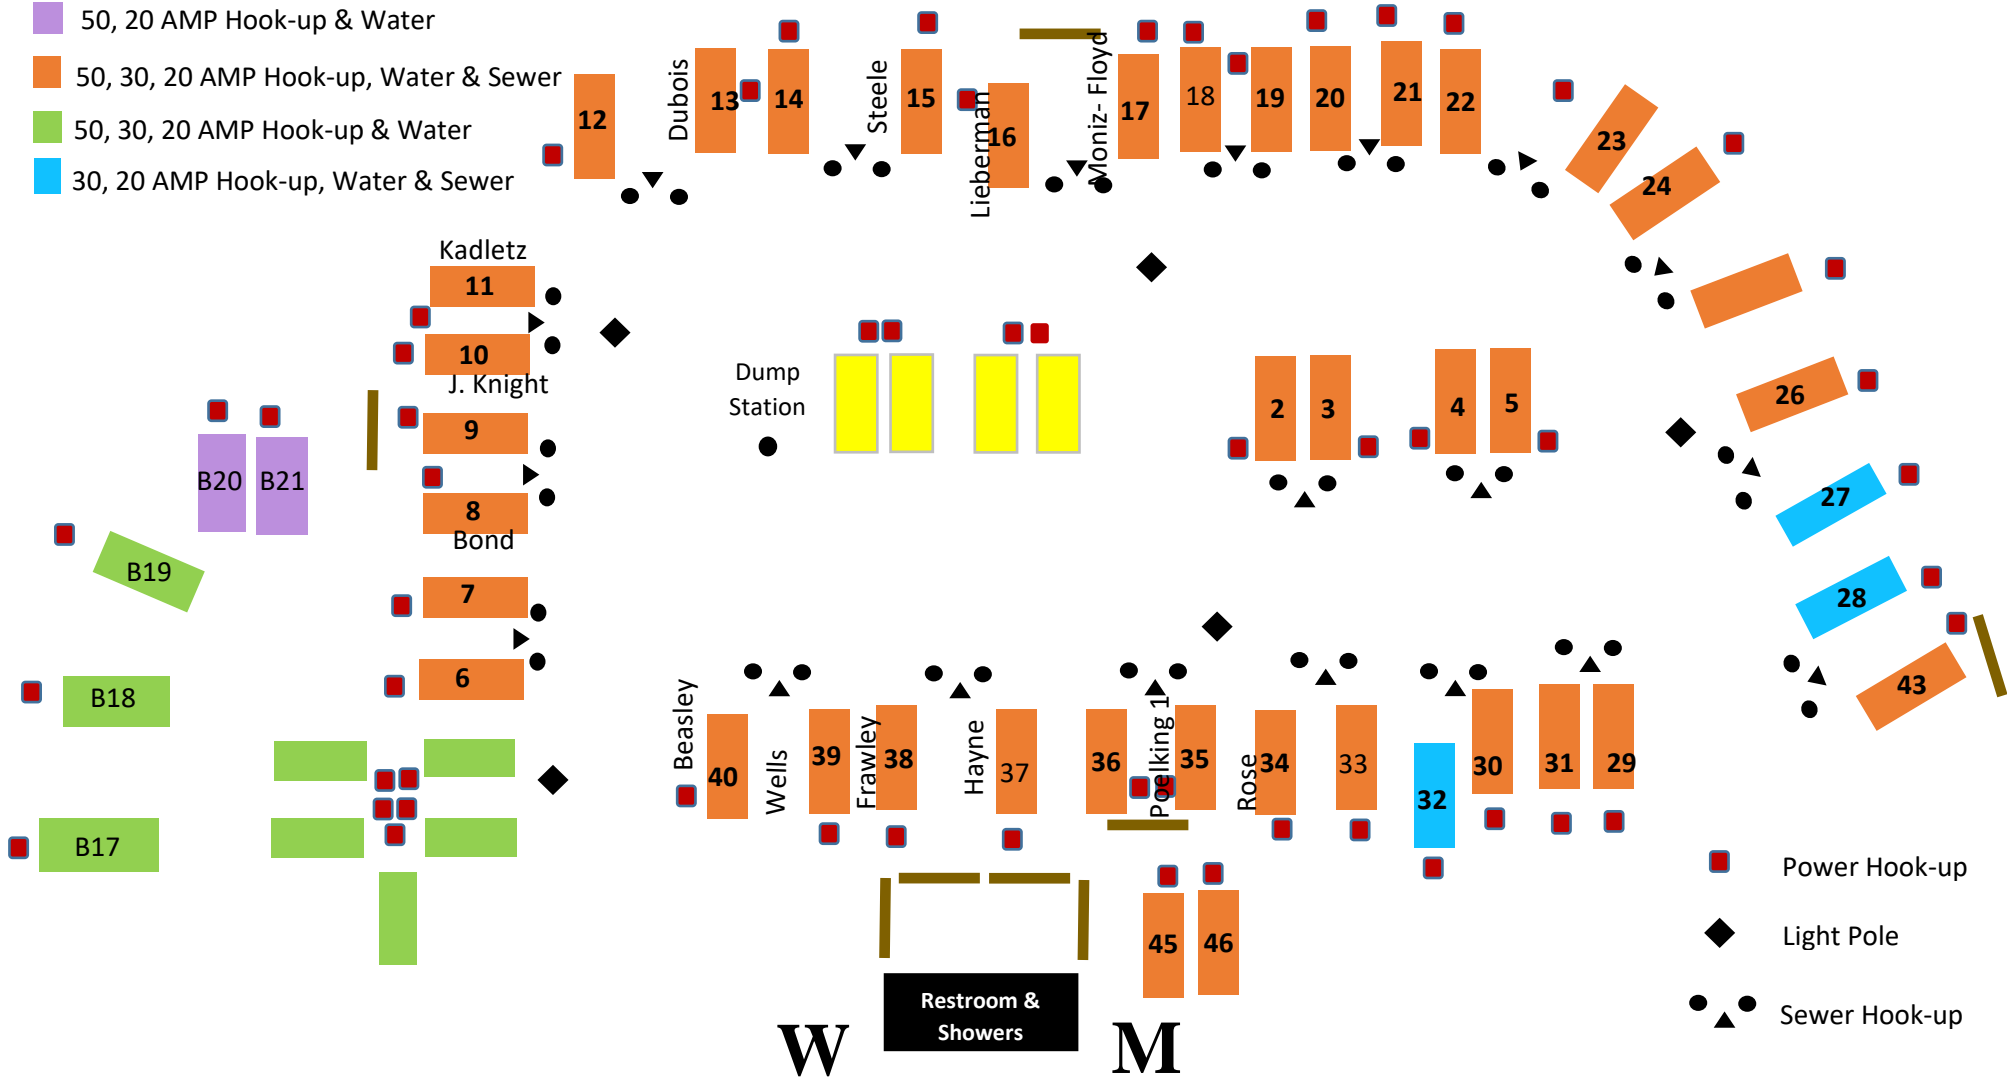 50, 20 AMP Hook-up & Water
50, 30, 20 AMP Hook-up, Water & Sewer
50, 30, 20 AMP Hook-up & Water
30, 20 AMP Hook-up, Water & Sewer
12
Dubois
13
14
Steele
15
Lieberman
16
Moniz- Floyd
17
18
19
20
21
22
23
24
Kadletz
11
10
J. Knight
9
8
Bond
7
6
Dump
Station
2
3
4
5
26
27
28
43
B20
B21
B19
B18
B17
Beasley
40
Wells
39
Frawley
38
Hayne
37
36
Poelking 1
35
Rose
34
33
32
30
31
29
45
46
Restroom &
Showers
W
M
Power Hook-up
Light Pole
Sewer Hook-up